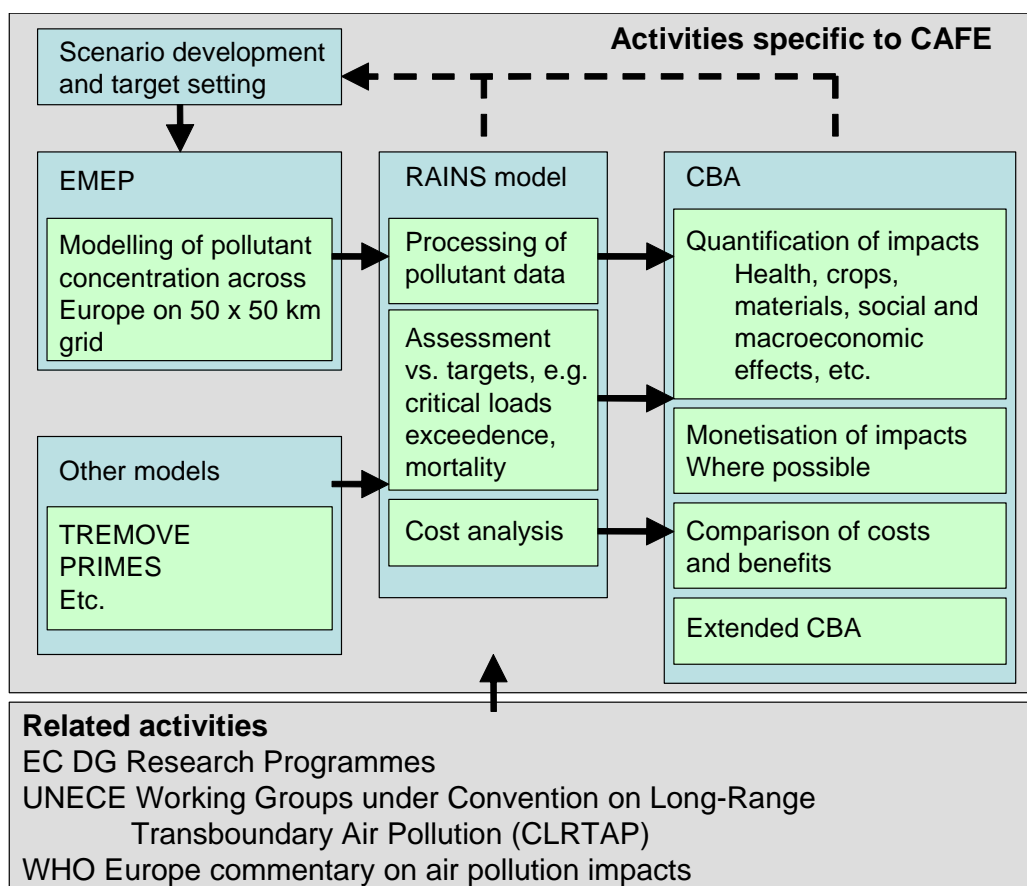 Activities specific to CAFE
Scenario development
and target setting
EMEP
Modelling of pollutant
concentration across
Europe on 50 x 50 km
grid
Other models
TREMOVE
PRIMES
Etc.
RAINS model
Processing of
pollutant data
Assessment
vs. targets, e.g.
critical loads
exceedence,
mortality
Cost analysis
CBA
Quantification of impacts
Health, crops,
materials, social and
macroeconomic
effects, etc.
Monetisation of impacts
Where possible
Comparison of costs
and benefits
Extended CBA
Related activities
EC DG Research Programmes
UNECE Working Groups under Convention on Long-Range
Transboundary Air Pollution (CLRTAP)
WHO Europe commentary on air pollution impacts